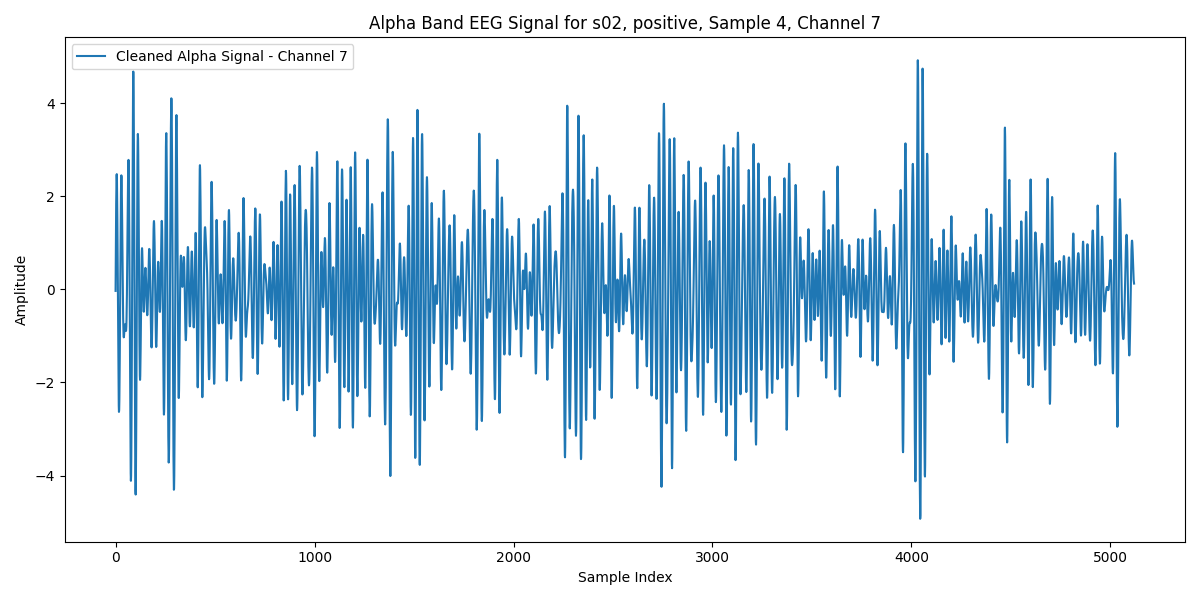 Alpha Band EEG Signal for s02, positive, Sample 4, Channel 7
Cleaned Alpha Signal - Channel 7
Amplitude
4
2
0
−2
−4
0 1000 2000 3000 4000 5000
Sample Index